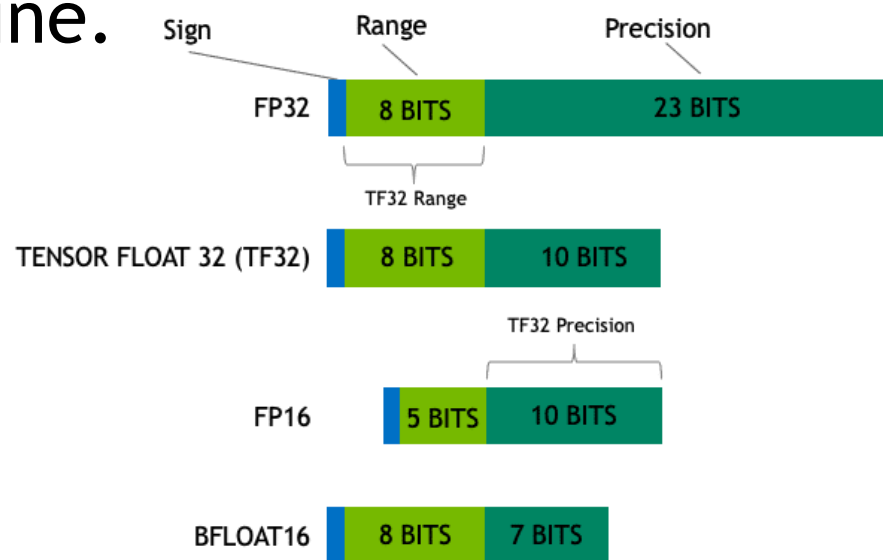 ine.
Sign Range Precision
FP32 8 BITS 23 BITS
TF32 Range
TENSOR FLOAT 32 (TF32) 8 BITS 10 BITS
TF32 Precision
FP16 5 BITS 10 BITS
BFLOAT16 8 BITS 7 BITS